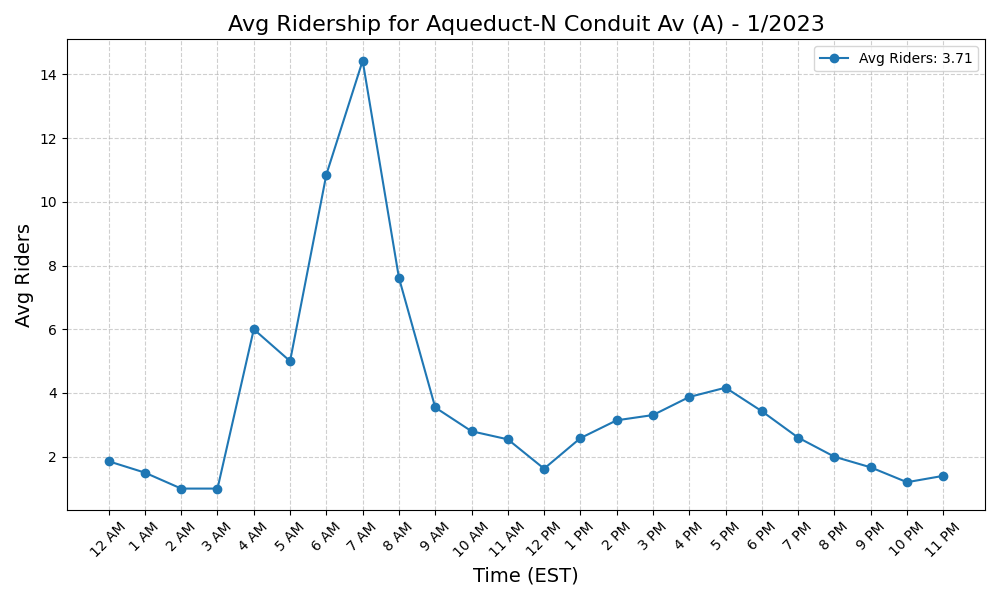 Avg Ridership for Aqueduct-N Conduit Av (A) - 1/2023
Avg Riders: 3.71
Avg Riders
14
12
10
8
6
4
2
12 AM
1 AM
2 AM
3 AM
4 AM
5 AM
6 AM
7 AM
8 AM
9 AM
10 AM
11 AM
12 PM
1 PM
2 PM
3 PM
4 PM
5 PM
6 PM
7 PM
8 PM
9 PM
10 PM
11 PM
Time (EST)